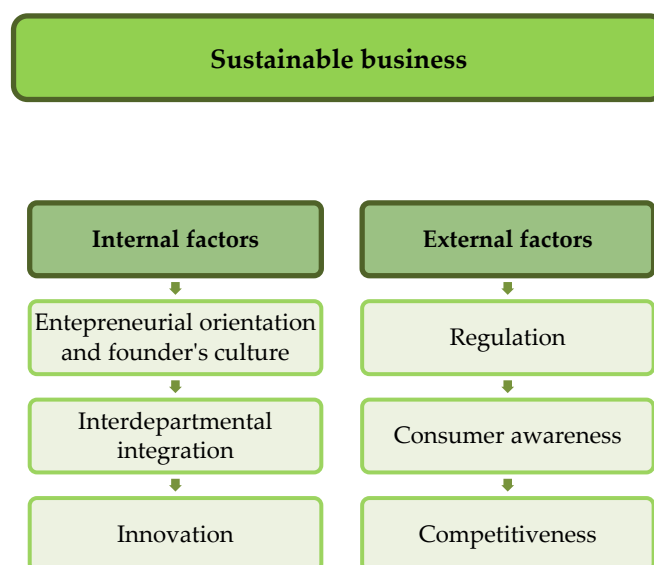 Sustainable business
Internal factors
Entepreneurial orientation
and founder's culture
Interdepartmental
integration
Innovation
External factors
Regulation
Consumer awareness
Competitiveness